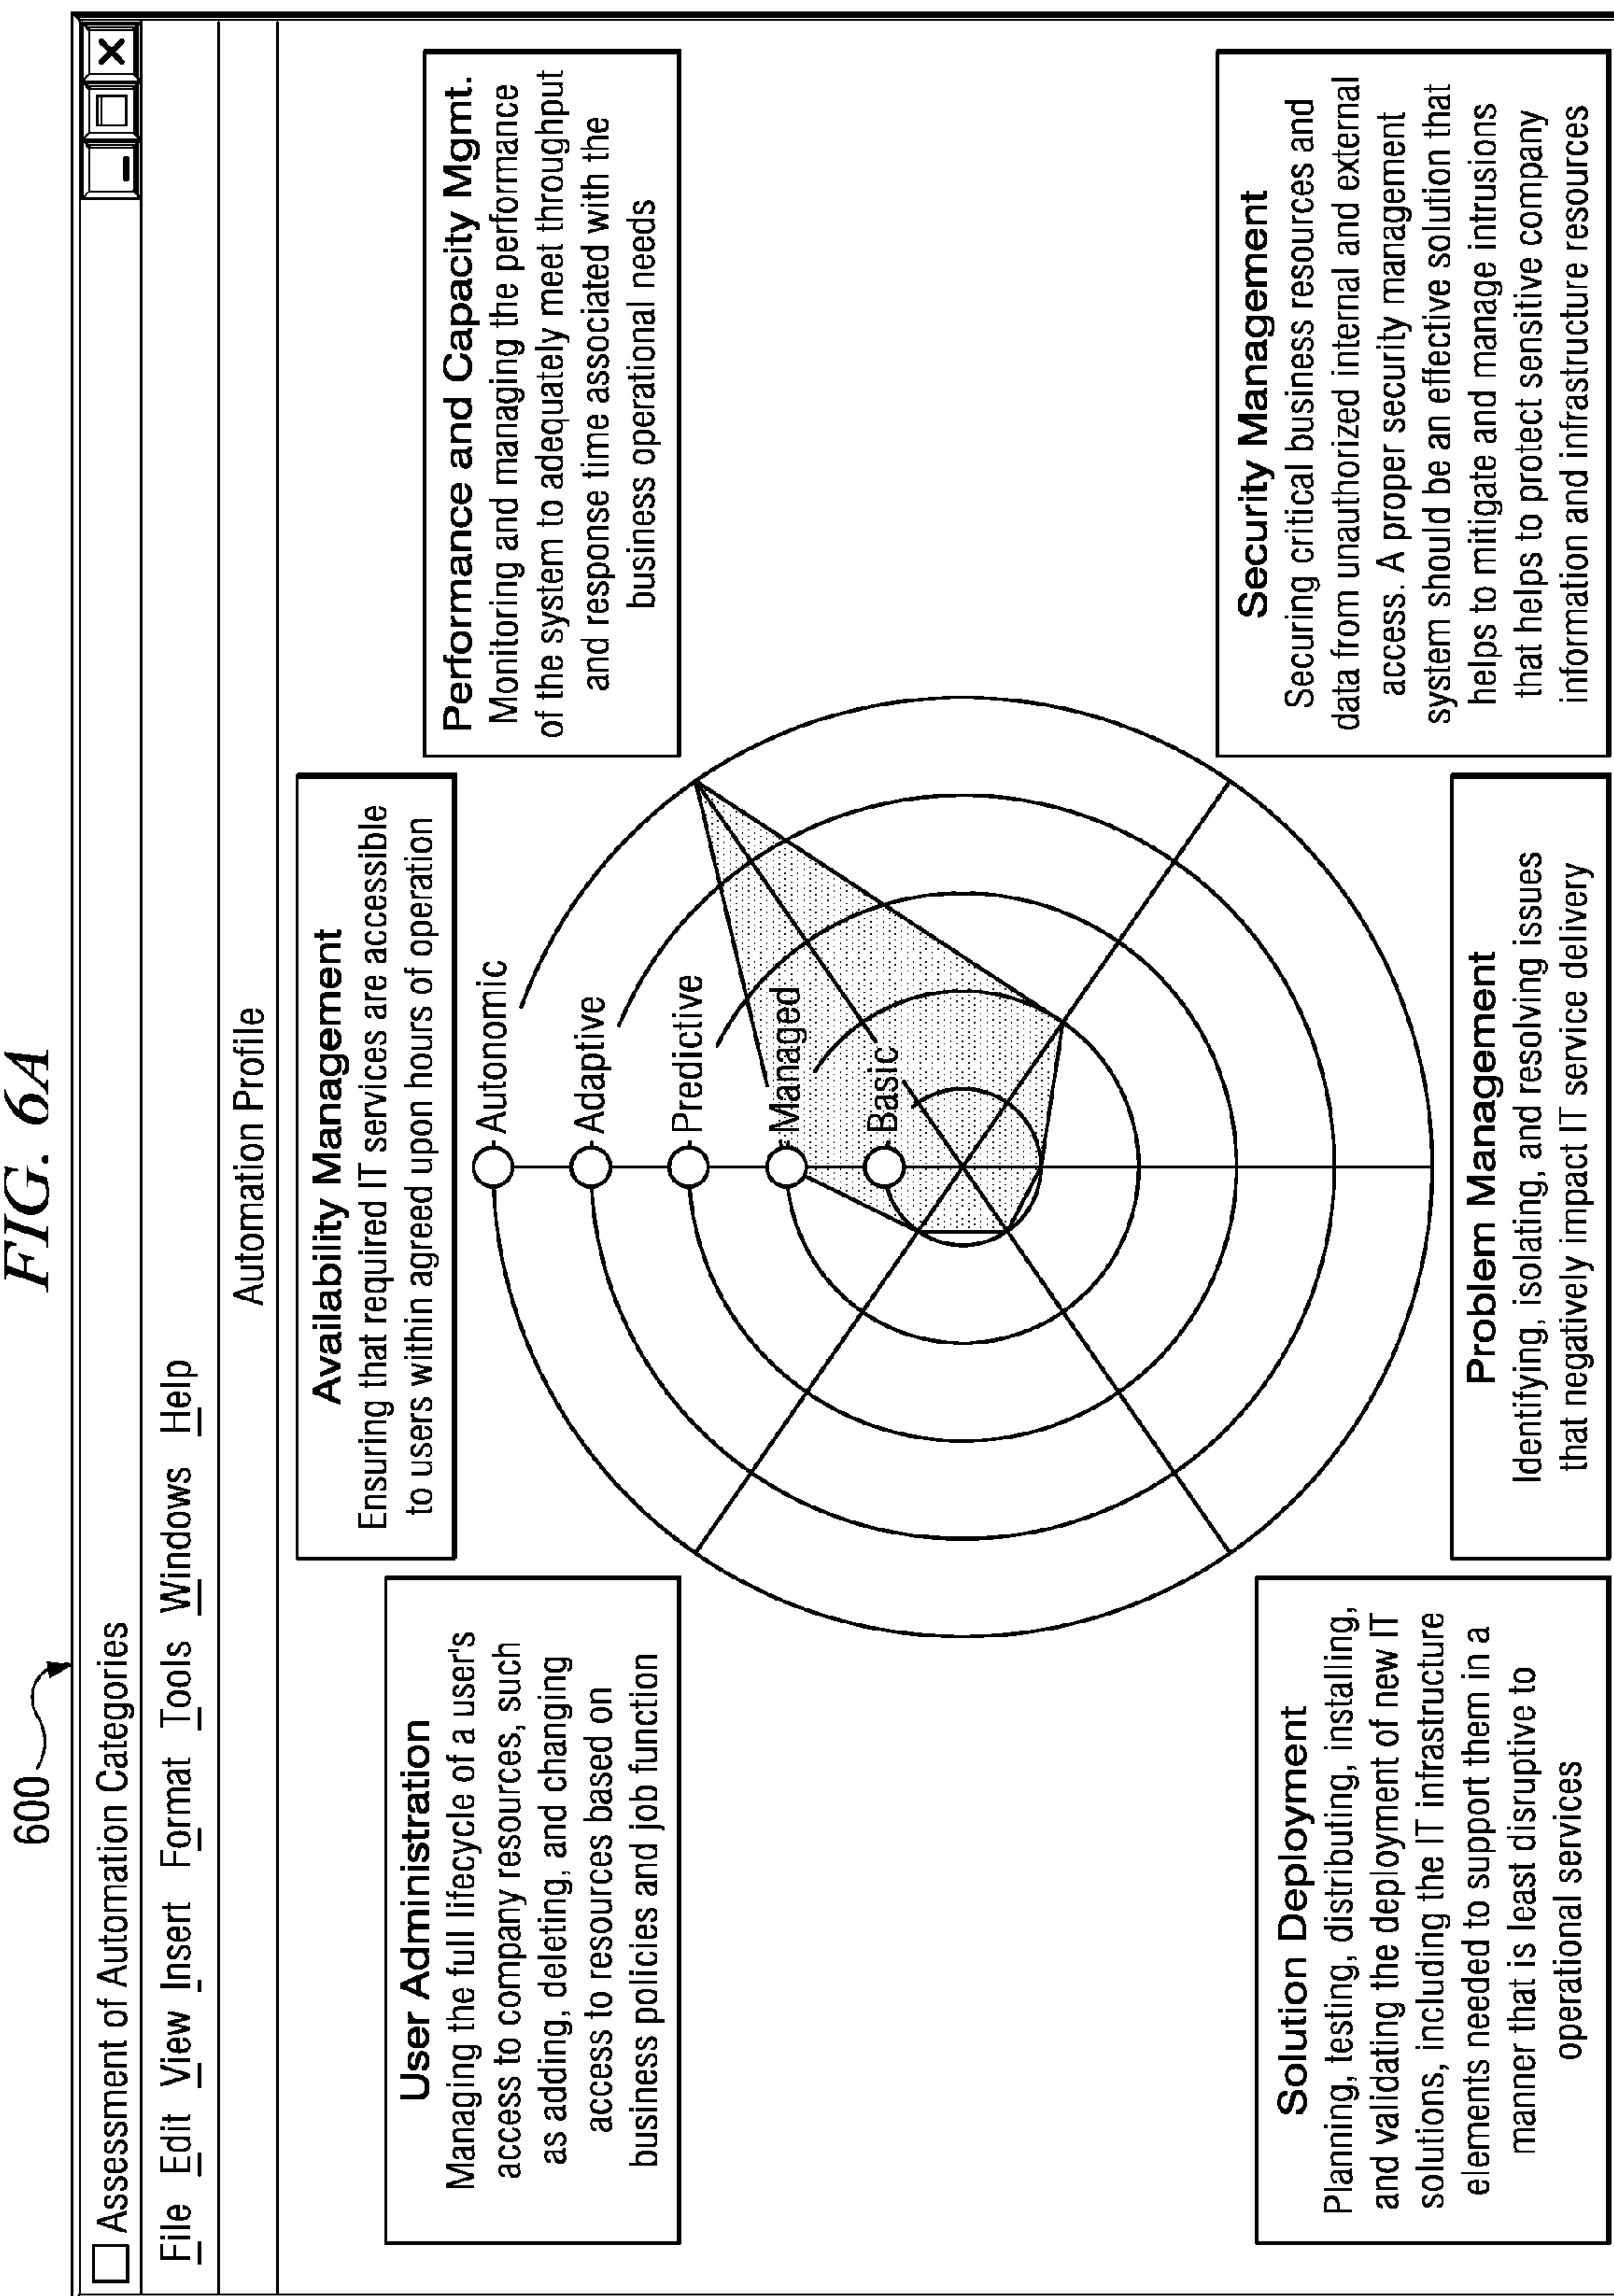 FIG. 6A
600
Assessment of Automation Categories
File Edit View Insert Format Tools Windows Help
Automation Profile
Availability Management
Ensuring that required IT services are accessible
to users within agreed upon hours of operation
User Administration
Managing the full lifecycle of a user's
access to company resources, such
as adding, deleting, and changing
access to resources based on
business policies and job function
Performance and Capacity Mgmt.
Monitoring and managing the performance
of the system to adequately meet throughput
and response time associated with the
business operational needs
Autonomic
Adaptive
Predictive
Managed
Basic
Solution Deployment
Planning, testing, distributing, installing,
and validating the deployment of new IT
solutions, including the IT infrastructure
elements needed to support them in a
manner that is least disruptive to
operational services
Problem Management
Identifying, isolating, and resolving issues
that negatively impact IT service delivery
Security Management
Securing critical business resources and
data from unauthorized internal and external
access. A proper security management
system should be an effective solution that
helps to mitigate and manage intrusions
that helps to protect sensitive company
information and infrastructure resources